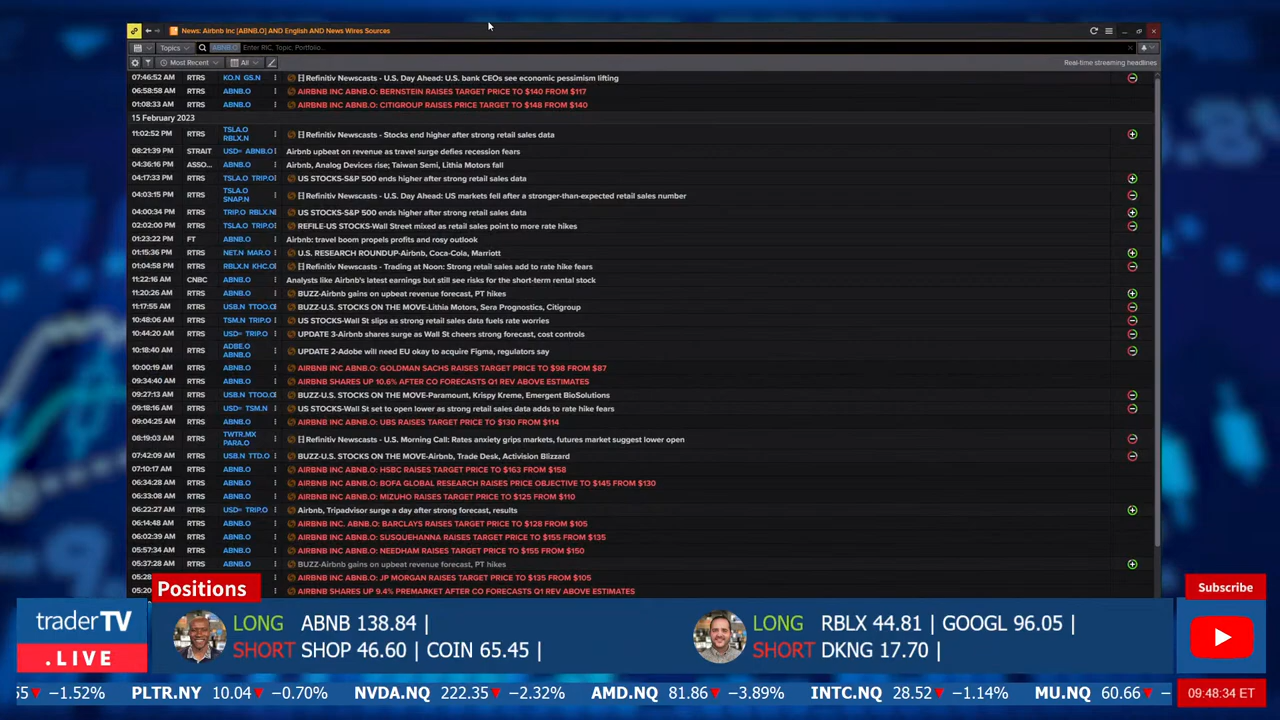 News: Airbnb Inc [ABNB.O] AND English AND News Wires Sources
Topics ABNB.O Enter RIC, Topic, Portfolio...
Most Recent All Real-time streaming headlines
07:46:52 AM RTRS KO.N GS.N Refinitiv Newscasts - U.S. Day Ahead: U.S. bank CEOs see economic pessimism lifting
06:58:58 AM RTRS ABNB.O AIRBNB INC ABNB.O: BERNSTEIN RAISES TARGET PRICE TO $140 FROM $117
01:08:33 AM RTRS ABNB.O AIRBNB INC ABNB.O: CITIGROUP RAISES PRICE TARGET TO $148 FROM $140
15 February 2023
11:02:52 PM RTRS TSLA.O RBLX.N Refinitiv Newscasts - Stocks end higher after strong retail sales data
08:21:39 PM STRAIT USD= ABNB.O Airbnb upbeat on revenue as travel surge defies recession fears
04:36:16 PM ASSO... ABNB.O Airbnb, Analog Devices rise; Taiwan Semi, Lithia Motors fall
04:17:33 PM RTRS TSLA.O TRIP.O US STOCKS-S&P 500 ends higher after strong retail sales data
04:03:15 PM RTRS TSLA.O SNAP.N Refinitiv Newscasts - U.S. Day Ahead: US markets fell after a stronger-than-expected retail sales number
04:00:34 PM RTRS TRIP.O RBLX.N US STOCKS-S&P 500 ends higher after strong retail sales data
02:02:00 PM RTRS TSLA.O TRIP.O REFILE-US STOCKS-Wall Street mixed as retail sales point to more rate hikes
01:23:22 PM FT ABNB.O Airbnb: travel boom propels profits and rosy outlook
01:15:36 PM RTRS NET.N MAR.O U.S. RESEARCH ROUNDUP-Airbnb, Coca-Cola, Marriott
01:04:58 PM RTRS RBLX.N KHC.O Refinitiv Newscasts - Trading at Noon: Strong retail sales add to rate hike fears
11:22:16 AM CNBC ABNB.O Analysts like Airbnb's latest earnings but still see risks for the short-term rental stock
11:20:26 AM RTRS ABNB.O BUZZ-Airbnb gains on upbeat revenue forecast, PT hikes
11:17:55 AM RTRS USB.N TTOO.O BUZZ-U.S. STOCKS ON THE MOVE-Lithia Motors, Sera Prognostics, Citigroup
10:48:06 AM RTRS TSM.N TRIP.O US STOCKS-Wall St slips as strong retail sales data fuels rate worries
10:44:20 AM RTRS USD= TRIP.O UPDATE 3-Airbnb shares surge as Wall St cheers strong forecast, cost controls
10:18:40 AM RTRS ADBE.O ABNB.O UPDATE 2-Adobe will need EU okay to acquire Figma, regulators say
10:00:19 AM RTRS ABNB.O AIRBNB INC ABNB.O: GOLDMAN SACHS RAISES TARGET PRICE TO $98 FROM $87
09:34:40 AM RTRS ABNB.O AIRBNB SHARES UP 10.6% AFTER CO FORECASTS Q1 REV ABOVE ESTIMATES
09:27:13 AM RTRS USB.N TTOO.O BUZZ-U.S. STOCKS ON THE MOVE-Paramount, Krispy Kreme, Emergent BioSolutions
09:18:16 AM RTRS USD= TSM.N US STOCKS-Wall St set to open lower as strong retail sales data adds to rate hike fears
09:04:25 AM RTRS ABNB.O AIRBNB INC ABNB.O: UBS RAISES TARGET PRICE TO $130 FROM $114
08:19:03 AM RTRS TWTR.MX PARA.O Refinitiv Newscasts - U.S. Morning Call: Rates anxiety grips markets, futures market suggest lower open
07:42:09 AM RTRS USB.N TTD.O BUZZ-U.S. STOCKS ON THE MOVE-Airbnb, Trade Desk, Activision Blizzard
07:10:17 AM RTRS ABNB.O AIRBNB INC ABNB.O: HSBC RAISES TARGET PRICE TO $163 FROM $158
06:34:28 AM RTRS ABNB.O AIRBNB INC ABNB.O: BOFA GLOBAL RESEARCH RAISES PRICE OBJECTIVE TO $145 FROM $130
06:33:08 AM RTRS ABNB.O AIRBNB INC ABNB.O: MIZUHO RAISES TARGET PRICE TO $125 FROM $110
06:22:27 AM RTRS USD= TRIP.O Airbnb, Tripadvisor surge a day after strong forecast, results
06:14:48 AM RTRS ABNB.O AIRBNB INC. ABNB.O: BARCLAYS RAISES TARGET PRICE TO $128 FROM $105
06:02:39 AM RTRS ABNB.O AIRBNB INC ABNB.O: SUSQUEHANNA RAISES TARGET PRICE TO $155 FROM $135
05:57:34 AM RTRS ABNB.O AIRBNB INC ABNB.O: NEEDHAM RAISES TARGET PRICE TO $155 FROM $150
05:37:28 AM RTRS ABNB.O BUZZ-Airbnb gains on upbeat revenue forecast, PT hikes
05:28 AIRBNB INC ABNB.O: JP MORGAN RAISES TARGET PRICE TO $135 FROM $105
05:20 AIRBNB SHARES UP 9.4% PREMARKET AFTER CO FORECASTS Q1 REV ABOVE ESTIMATES
Positions
Subscribe
traderTV .LIVE
LONG ABNB 138.84 |
SHORT SHOP 46.60 | COIN 65.45 |
LONG RBLX 44.81 | GOOGL 96.05 |
SHORT DKNG 17.70 |
55 −1.52% PLTR.NY 10.04 −0.70% NVDA.NQ 222.35 −2.32% AMD.NQ 81.86 −3.89% INTC.NQ 28.52 −1.14% MU.NQ 60.66 −
09:48:34 ET